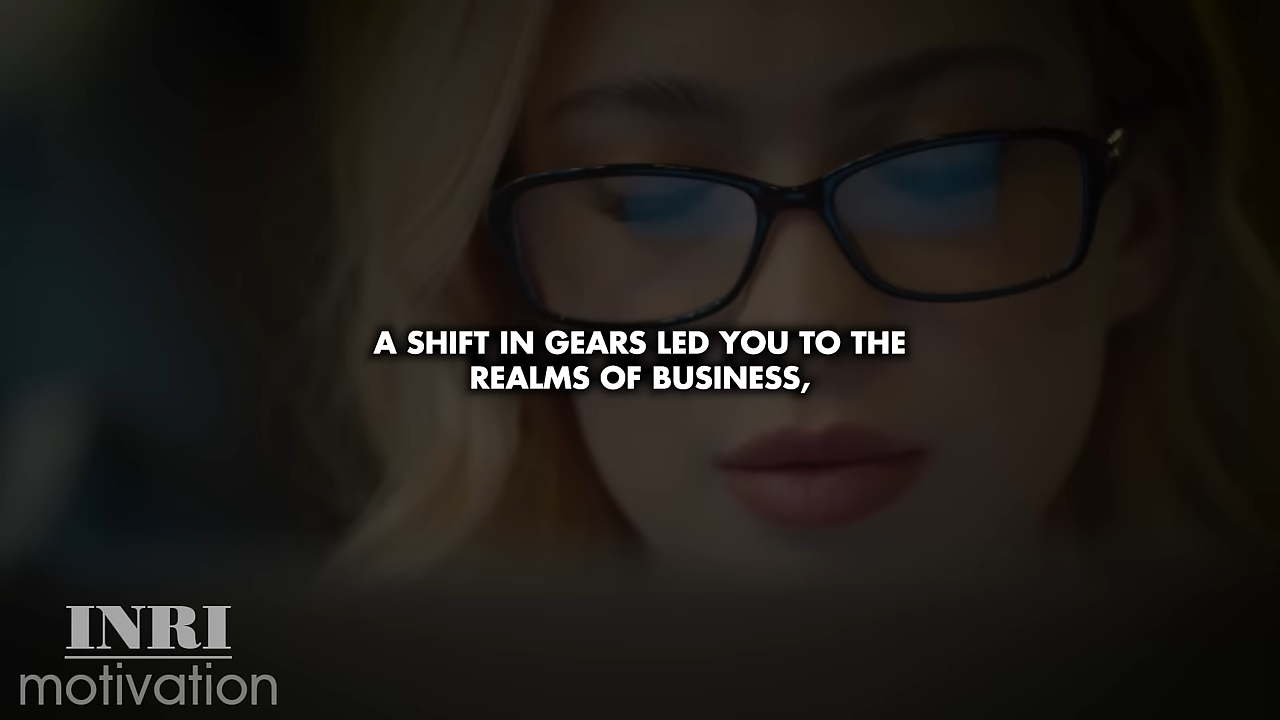 A SHIFT IN GEARS LED YOU TO THE
REALMS OF BUSINESS,
INRI
motivation